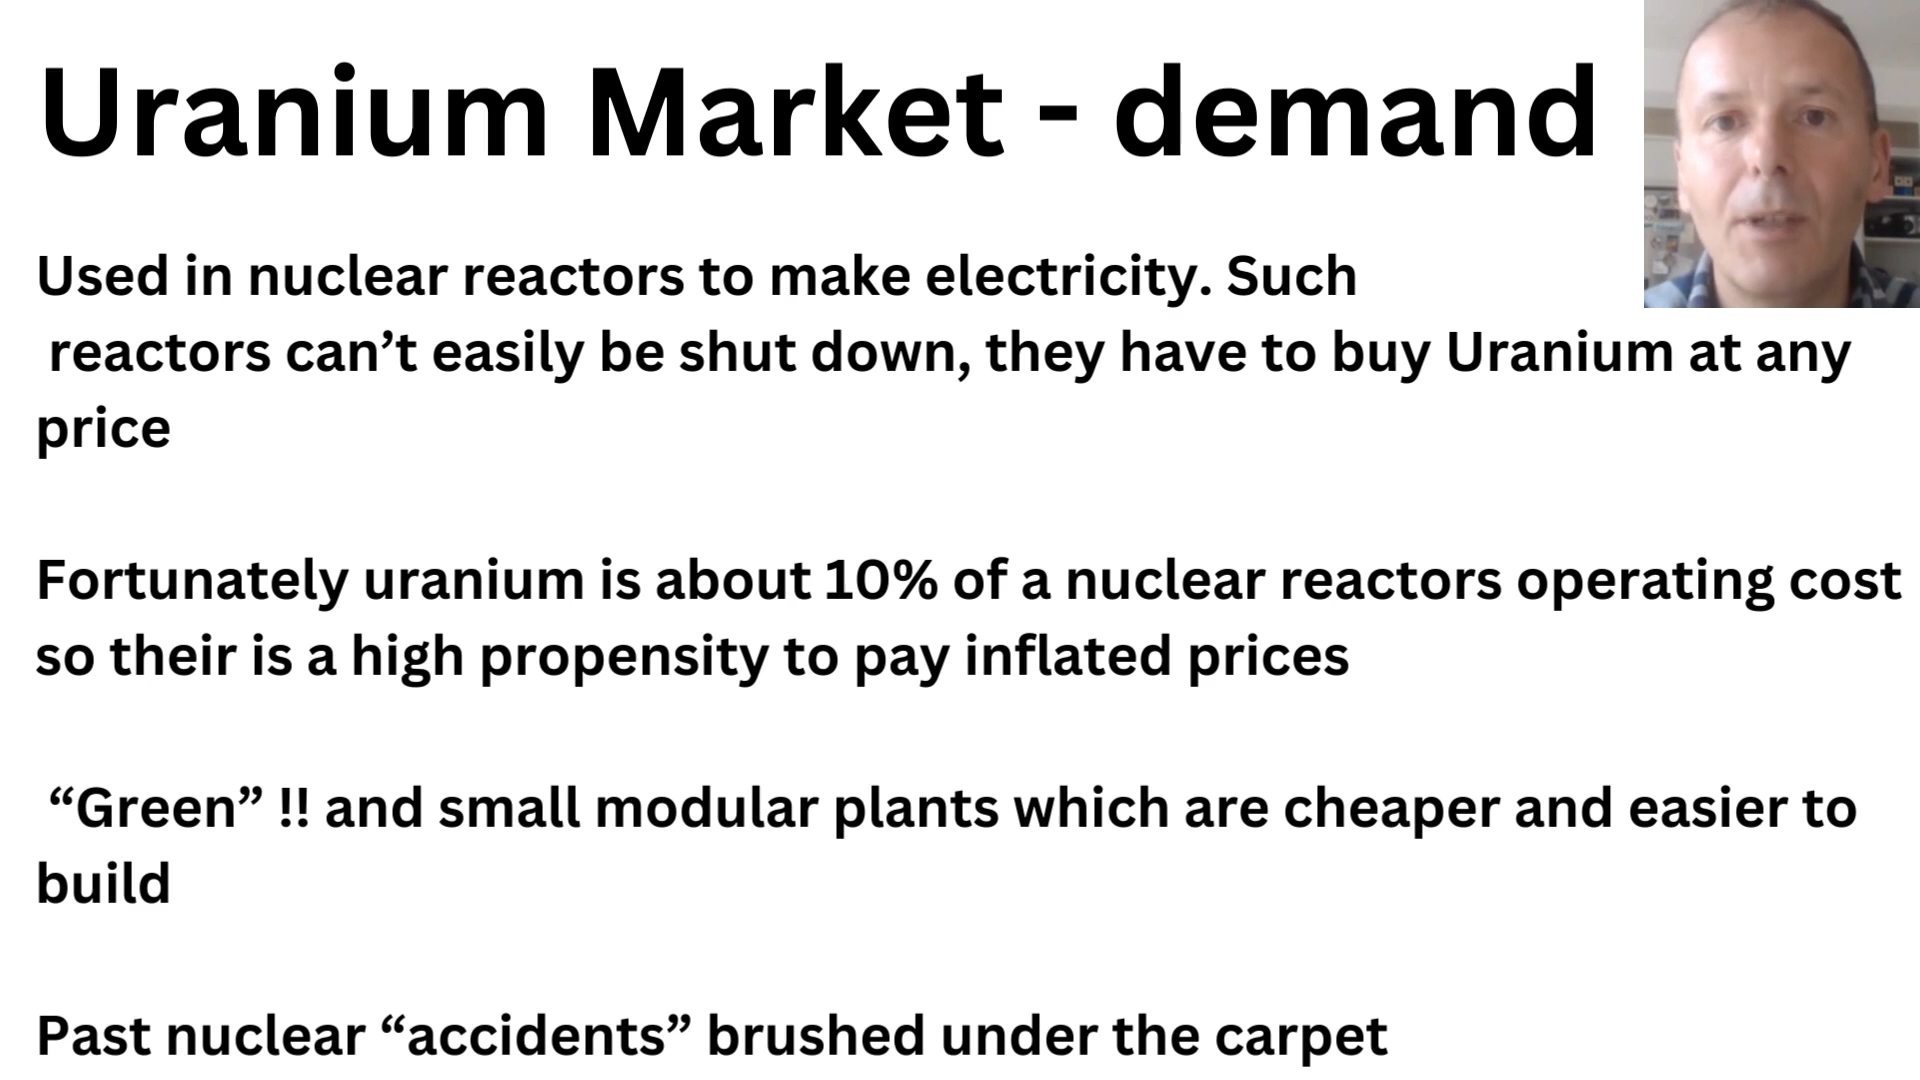 Uranium Market - demand
Used in nuclear reactors to make electricity. Such
reactors can’t easily be shut down, they have to buy Uranium at any
price
Fortunately uranium is about 10% of a nuclear reactors operating cost
so their is a high propensity to pay inflated prices
“Green” !! and small modular plants which are cheaper and easier to
build
Past nuclear “accidents” brushed under the carpet